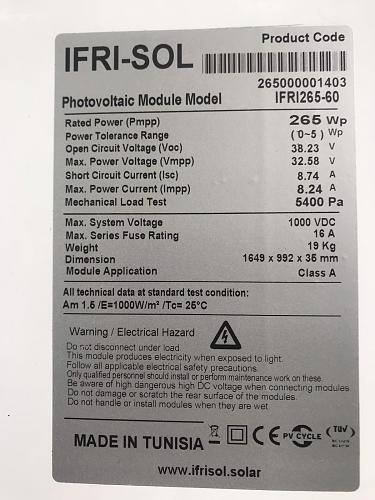 Product Code
IFRI-SOL
265000001403
Photovoltaic Module Model IFRI265-60
Rated Power (Pmpp) 265 Wp
Power Tolerance Range (0~5) Wp
Open Circuit Voltage (Voc) 38.23 V
Max. Power Voltage (Vmpp) 32.58 V
Short Circuit Current (Isc) 8.74 A
Max. Power Current (Impp) 8.24 A
Mechanical Load Test 5400 Pa
Max. System Voltage 1000 VDC
Max. Series Fuse Rating 16 A
Weight 19 Kg
Dimension 1649 x 992 x 35 mm
Module Application Class A
All technical data at standard test condition:
Am 1.5 /E=1000W/m² /Tc= 25°C
Warning / Electrical Hazard
Do not disconnect under load
This module produces electricity when exposed to light.
Follow all applicable electrical safety precautions.
Only qualified personnel should install or perform maintenance work on these.
Be aware of high dangerous high DC voltage when connecting modules
Do not damage or scratch the rear surface of the modules.
Do not handle or install modules when they are wet
MADE IN TUNISIA CE PV CYCLE TÜV
www.ifrisol.solar